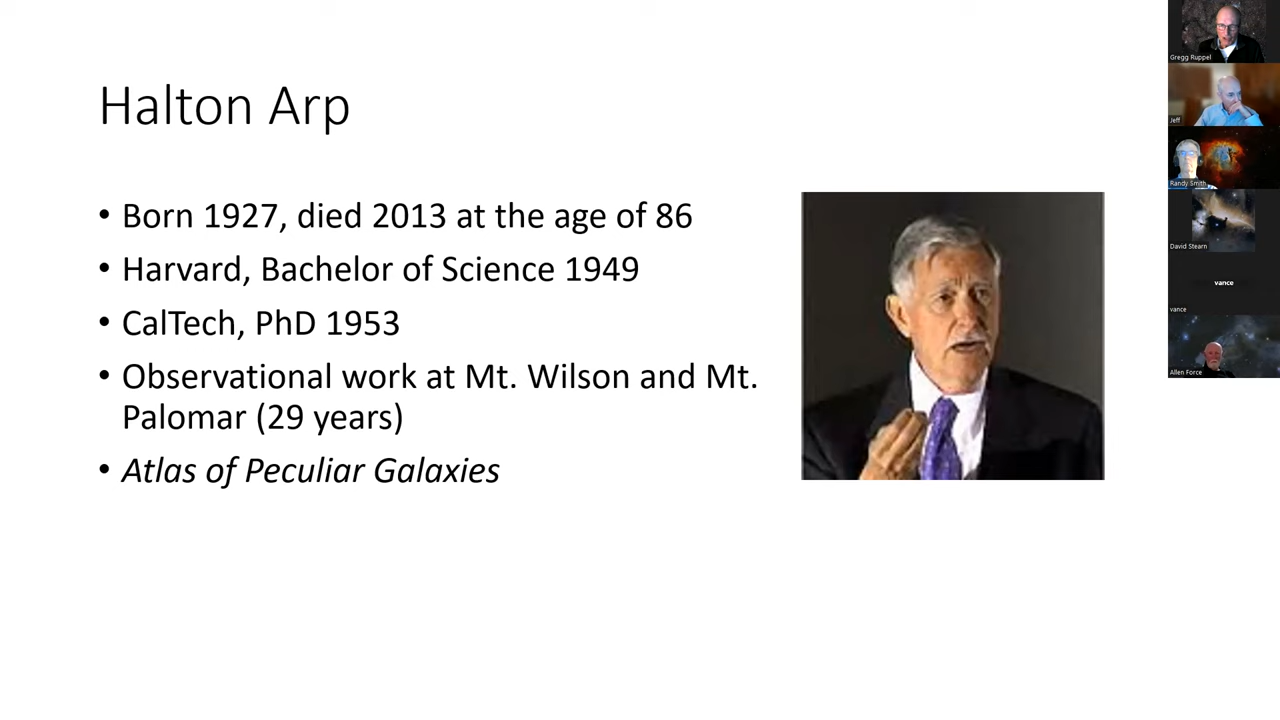 Halton Arp
• Born 1927, died 2013 at the age of 86
• Harvard, Bachelor of Science 1949
• CalTech, PhD 1953
• Observational work at Mt. Wilson and Mt.
Palomar (29 years)
• Atlas of Peculiar Galaxies
Gregg Ruppel
Jeff
Randy Smith
David Stearn
vance
vance
Allen Force